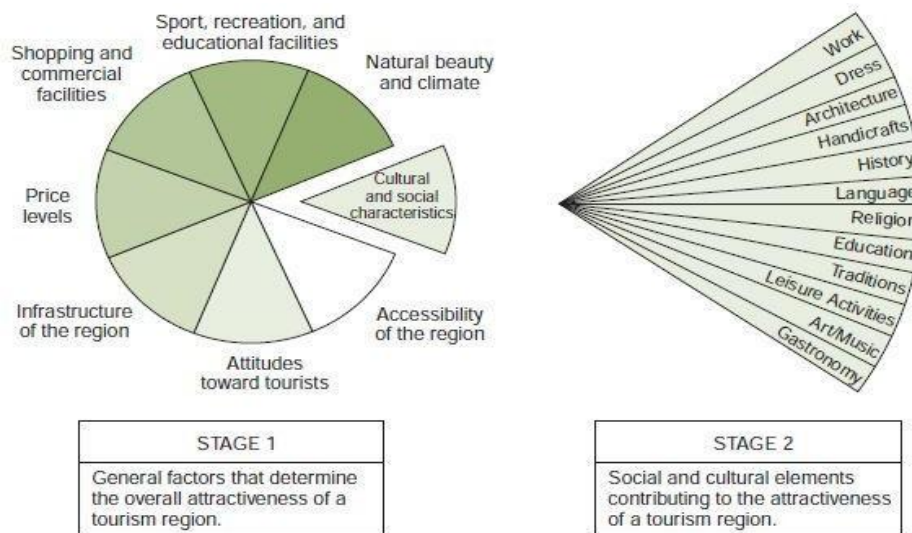 Sport, recreation, and
educational facilities
Shopping and
commercial
facilities
Natural beauty
and climate
Cultural
and social
characteristics
Price
levels
Infrastructure
of the region
Accessibility
of the region
Attitudes
toward tourists
Work
Dress
Architecture
Handicrafts
History
Language
Religion
Education
Traditions
Leisure Activities
Art/Music
Gastronomy
STAGE 1
General factors that determine
the overall attractiveness of a
tourism region.
STAGE 2
Social and cultural elements
contributing to the attractiveness
of a tourism region.